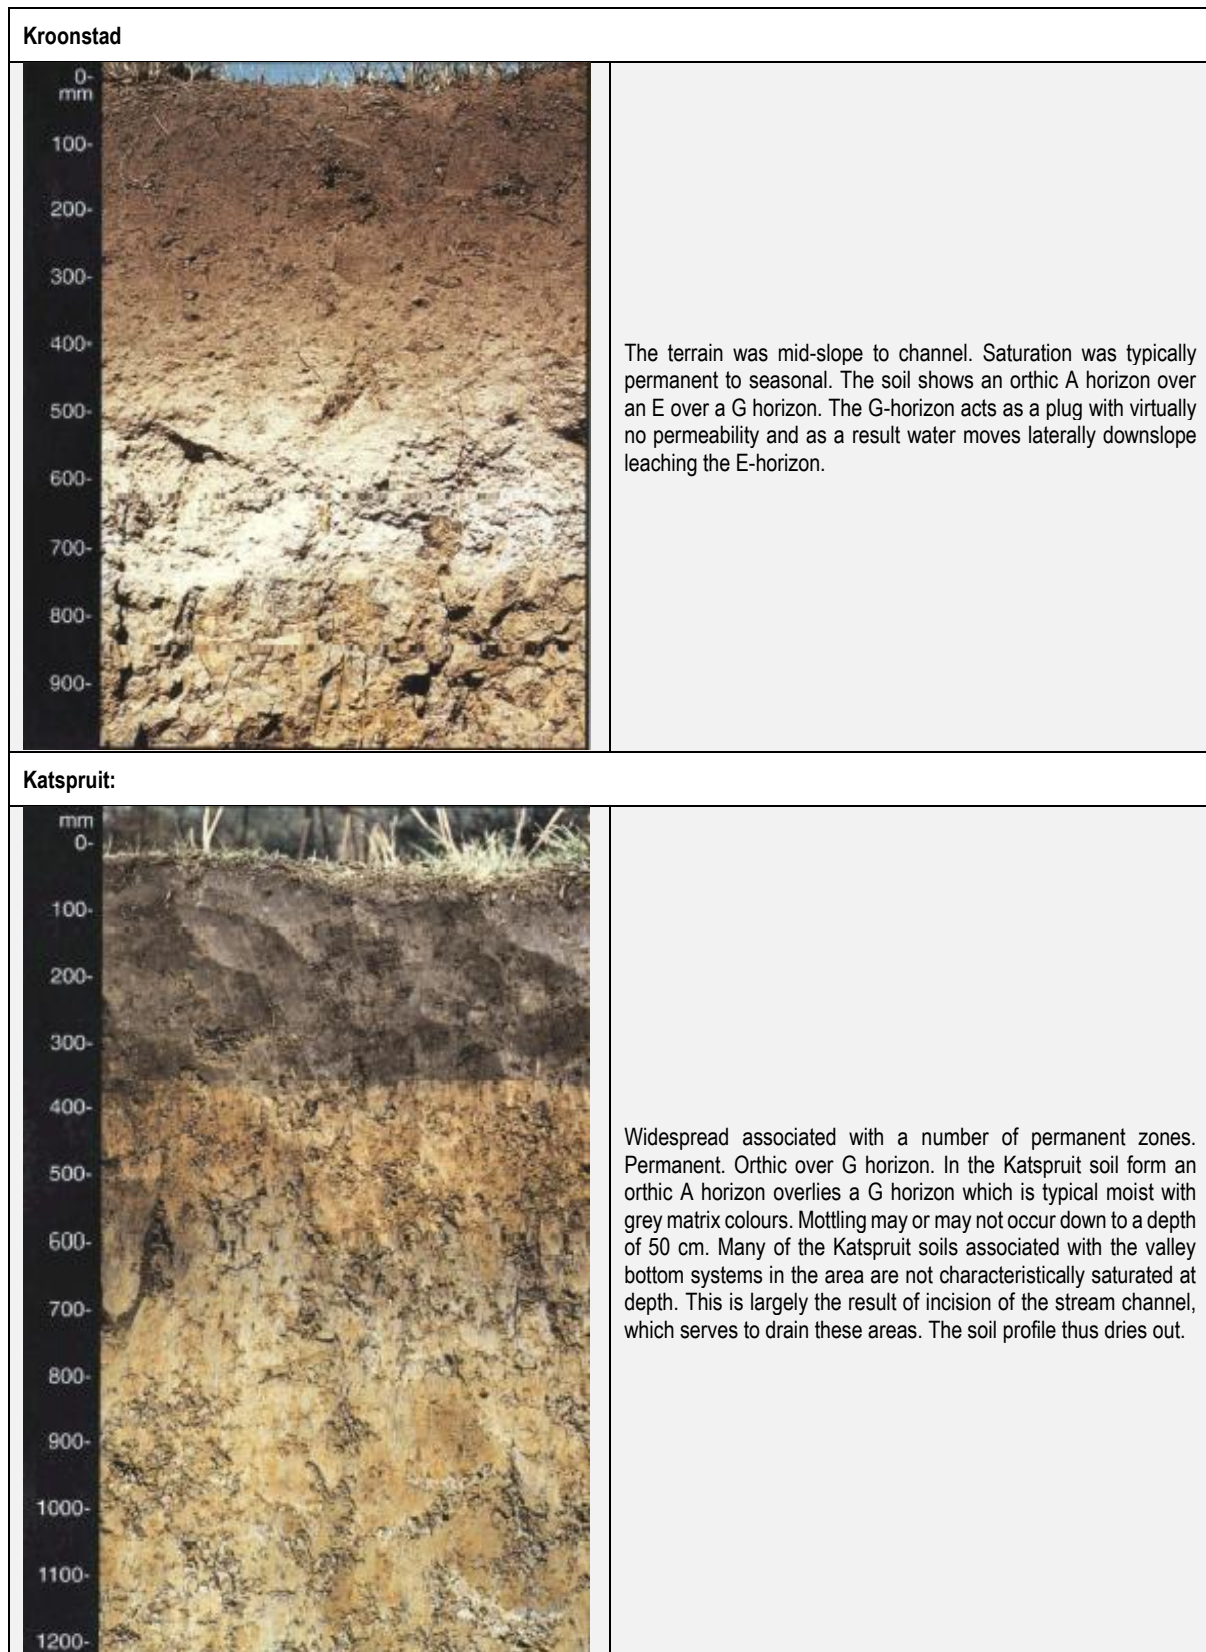 Kroonstad
0-
mm
100-
200-
300-
400-
500-
600-
700-
800-
900-
The terrain was mid-slope to channel. Saturation was typically
permanent to seasonal. The soil shows an orthic A horizon over
an E over a G horizon. The G-horizon acts as a plug with virtually
no permeability and as a result water moves laterally downslope
leaching the E-horizon.
Katspruit:
mm
0-
100-
200-
300-
400-
500-
600-
700-
800-
900-
1000-
1100-
1200-
Widespread associated with a number of permanent zones.
Permanent. Orthic over G horizon. In the Katspruit soil form an
orthic A horizon overlies a G horizon which is typical moist with
grey matrix colours. Mottling may or may not occur down to a depth
of 50 cm. Many of the Katspruit soils associated with the valley
bottom systems in the area are not characteristically saturated at
depth. This is largely the result of incision of the stream channel,
which serves to drain these areas. The soil profile thus dries out.